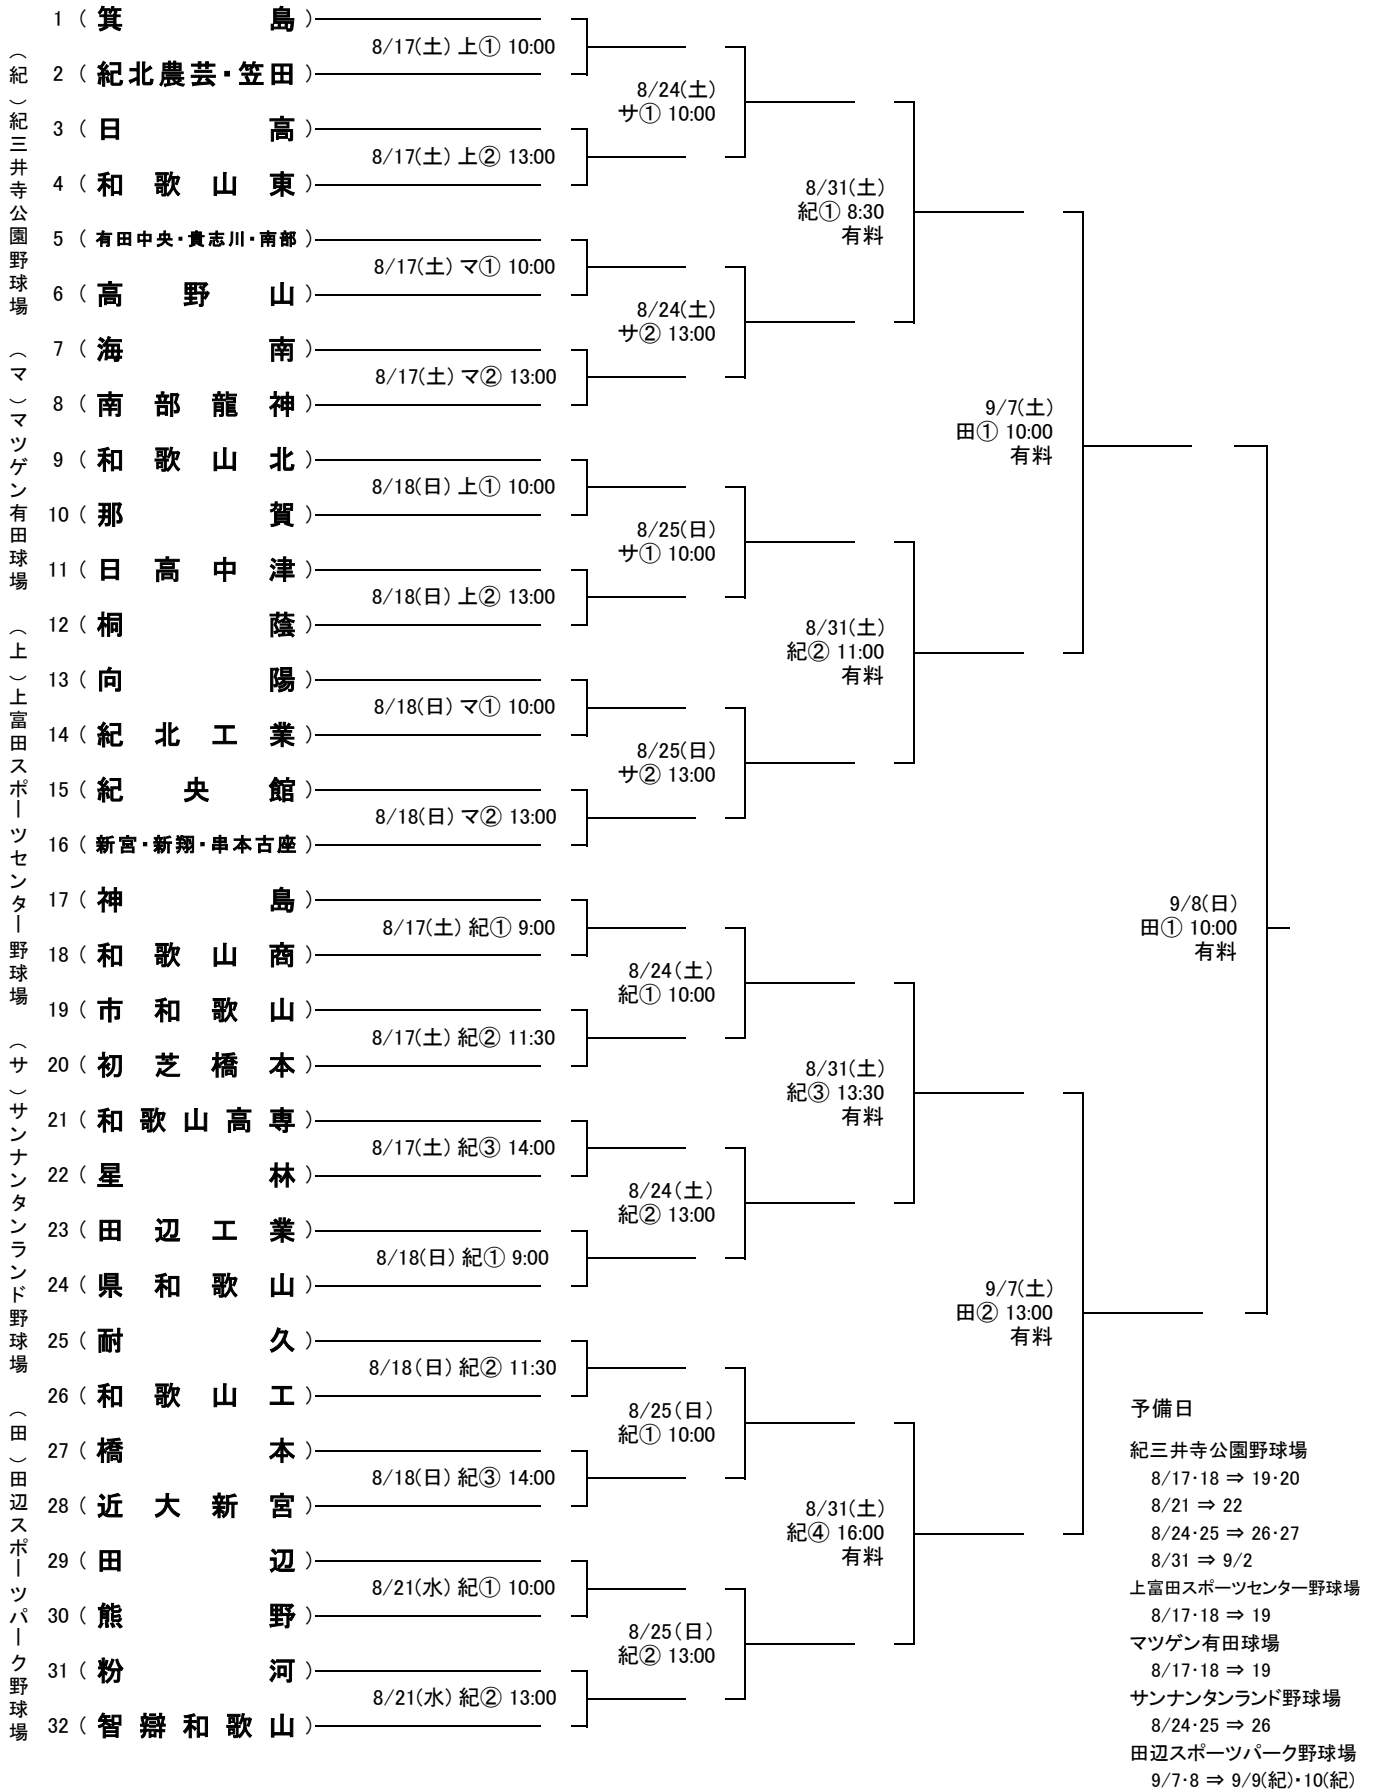 1（箕島）
2（紀北農芸・笠田）
3（日高）
4（和歌山東）
5（有田中央・貴志川・南部）
6（高野山）
7（海南）
8（南部龍神）
9（和歌山北）
10（那賀）
11（日高中津）
12（桐蔭）
13（向陽）
14（紀北工業）
15（紀央館）
16（新宮・新翔・串本古座）
17（神島）
18（和歌山商）
19（市和歌山）
20（初芝橋本）
21（和歌山高専）
22（星林）
23（田辺工業）
24（県和歌山）
25（耐久）
26（和歌山工）
27（橋本）
28（近大新宮）
29（田辺）
30（熊野）
31（粉河）
32（智辯和歌山）
（紀）紀三井寺公園野球場
（マ）マツゲン有田球場
（上）上富田スポーツセンター野球場
（サ）サンナンタンランド野球場
（田）田辺スポーツパーク野球場
8/17(土) 上① 10:00
8/17(土) 上② 13:00
8/17(土) マ① 10:00
8/17(土) マ② 13:00
8/18(日) 上① 10:00
8/18(日) 上② 13:00
8/18(日) マ① 10:00
8/18(日) マ② 13:00
8/17(土) 紀① 9:00
8/17(土) 紀② 11:30
8/17(土) 紀③ 14:00
8/18(日) 紀① 9:00
8/18(日) 紀② 11:30
8/18(日) 紀③ 14:00
8/21(水) 紀① 10:00
8/21(水) 紀② 13:00
8/24(土)
サ① 10:00
8/24(土)
サ② 13:00
8/25(日)
サ① 10:00
8/25(日)
サ② 13:00
8/24(土)
紀① 10:00
8/24(土)
紀② 13:00
8/25(日)
紀① 10:00
8/25(日)
紀② 13:00
8/31(土)
紀① 8:30
有料
8/31(土)
紀② 11:00
有料
8/31(土)
紀③ 13:30
有料
8/31(土)
紀④ 16:00
有料
9/7(土)
田① 10:00
有料
9/7(土)
田② 13:00
有料
9/8(日)
田① 10:00
有料
予備日
紀三井寺公園野球場
8/17・18 ⇒ 19・20
8/21 ⇒ 22
8/24・25 ⇒ 26・27
8/31 ⇒ 9/2
上富田スポーツセンター野球場
8/17・18 ⇒ 19
マツゲン有田球場
8/17・18 ⇒ 19
サンナンタンランド野球場
8/24・25 ⇒ 26
田辺スポーツパーク野球場
9/7・8 ⇒ 9/9(紀)・10(紀)